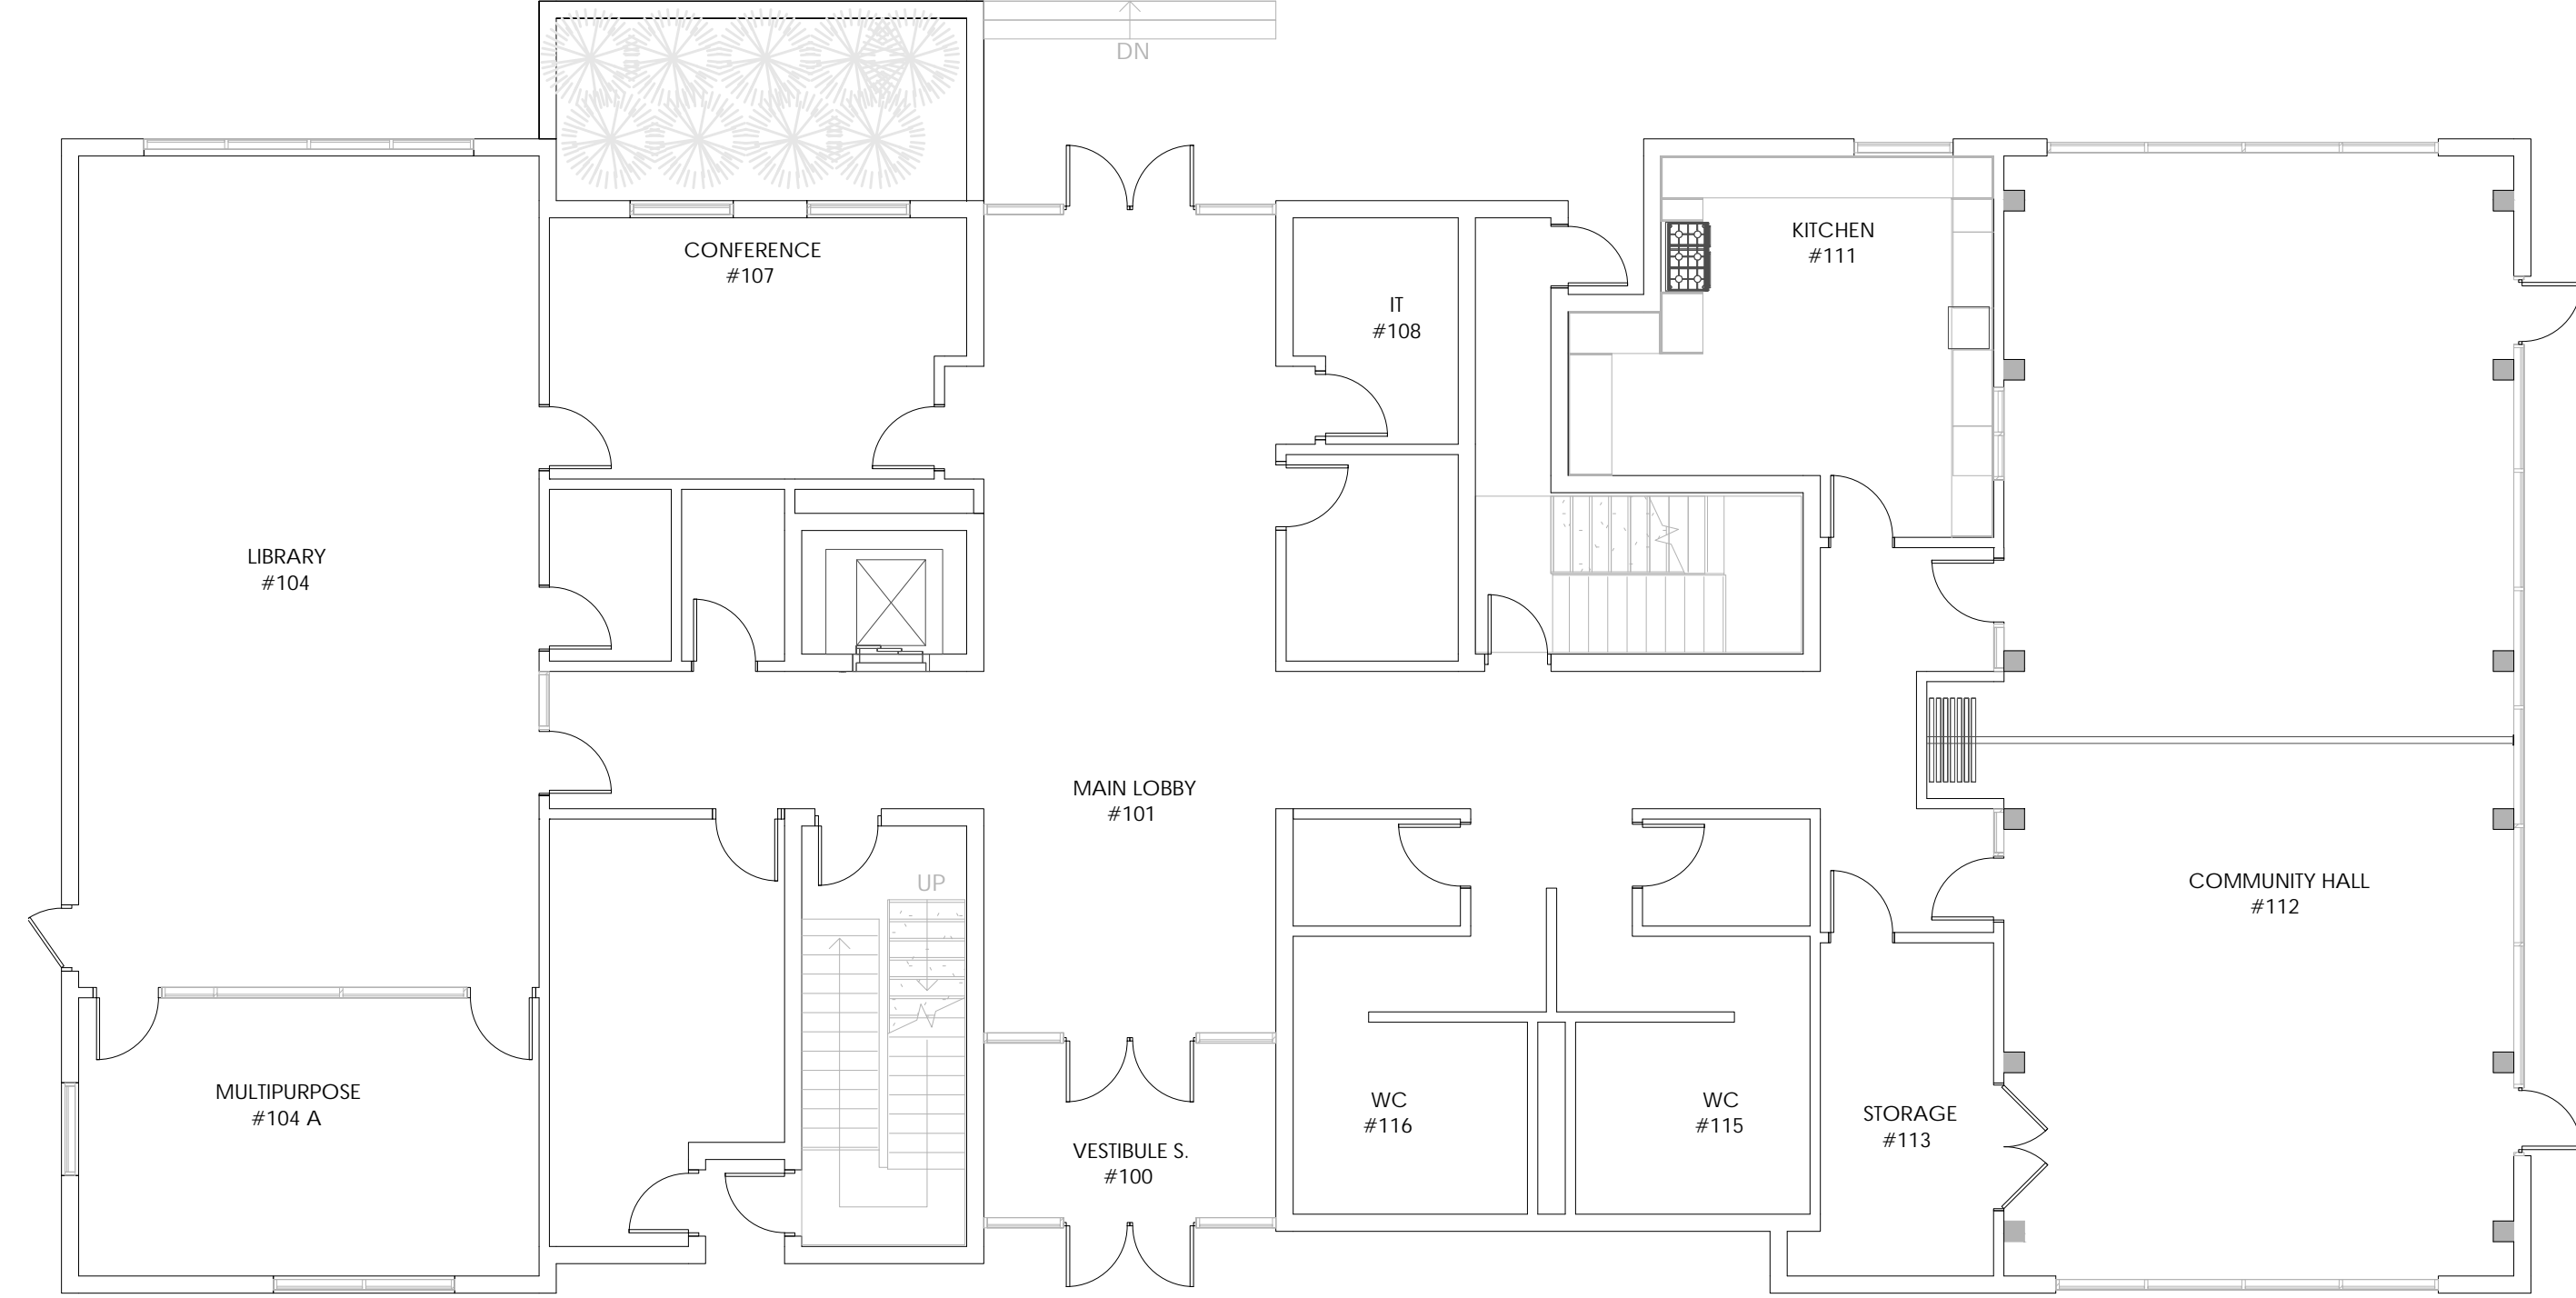 DN
CONFERENCE
#107
KITCHEN
#111
IT
#108
LIBRARY
#104
MAIN LOBBY
#101
UP
COMMUNITY HALL
#112
MULTIPURPOSE
#104 A
WC
#116
WC
#115
STORAGE
#113
VESTIBULE S.
#100